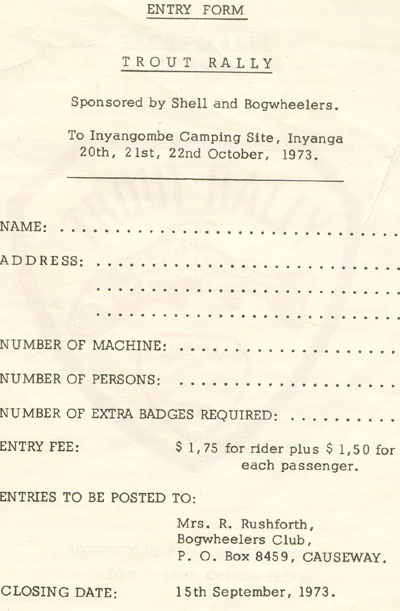 ENTRY FORM
TROUT RALLY
Sponsored by Shell and Bogwheelers.
To Inyangombe Camping Site, Inyanga
20th, 21st, 22nd October, 1973.
NAME: ..............................
ADDRESS: ..........................
..........................
..........................
NUMBER OF MACHINE: ....................
NUMBER OF PERSONS: ....................
NUMBER OF EXTRA BADGES REQUIRED: ..........
ENTRY FEE: $ 1,75 for rider plus $ 1,50 for
each passenger.
ENTRIES TO BE POSTED TO:
Mrs. R. Rushforth,
Bogwheelers Club,
P. O. Box 8459, CAUSEWAY.
CLOSING DATE: 15th September, 1973.